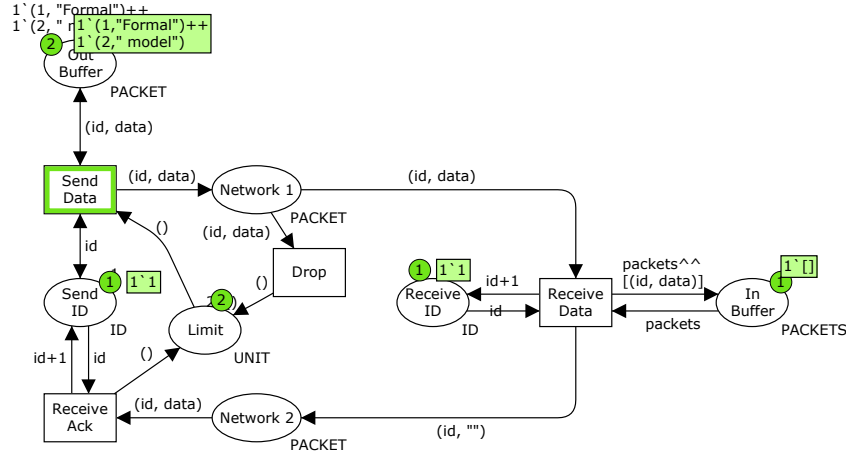 1`(1, "Formal")++
1`(2, "
1`(1,"Formal")++
1`(2," model")
2
Out
Buffer
PACKET
(id, data)
Send
Data
(id, data)
Network 1
PACKET
(id, data)
(id, data)
()
Drop
()
id
Send
ID
1
1`1
ID
2
Limit
UNIT
id+1
id
()
Receive
Ack
(id, data)
Network 2
PACKET
(id, "")
1
1`1
Receive
ID
ID
id+1
id
Receive
Data
packets^^
[(id, data)]
packets
1`[]
1
In
Buffer
PACKETS